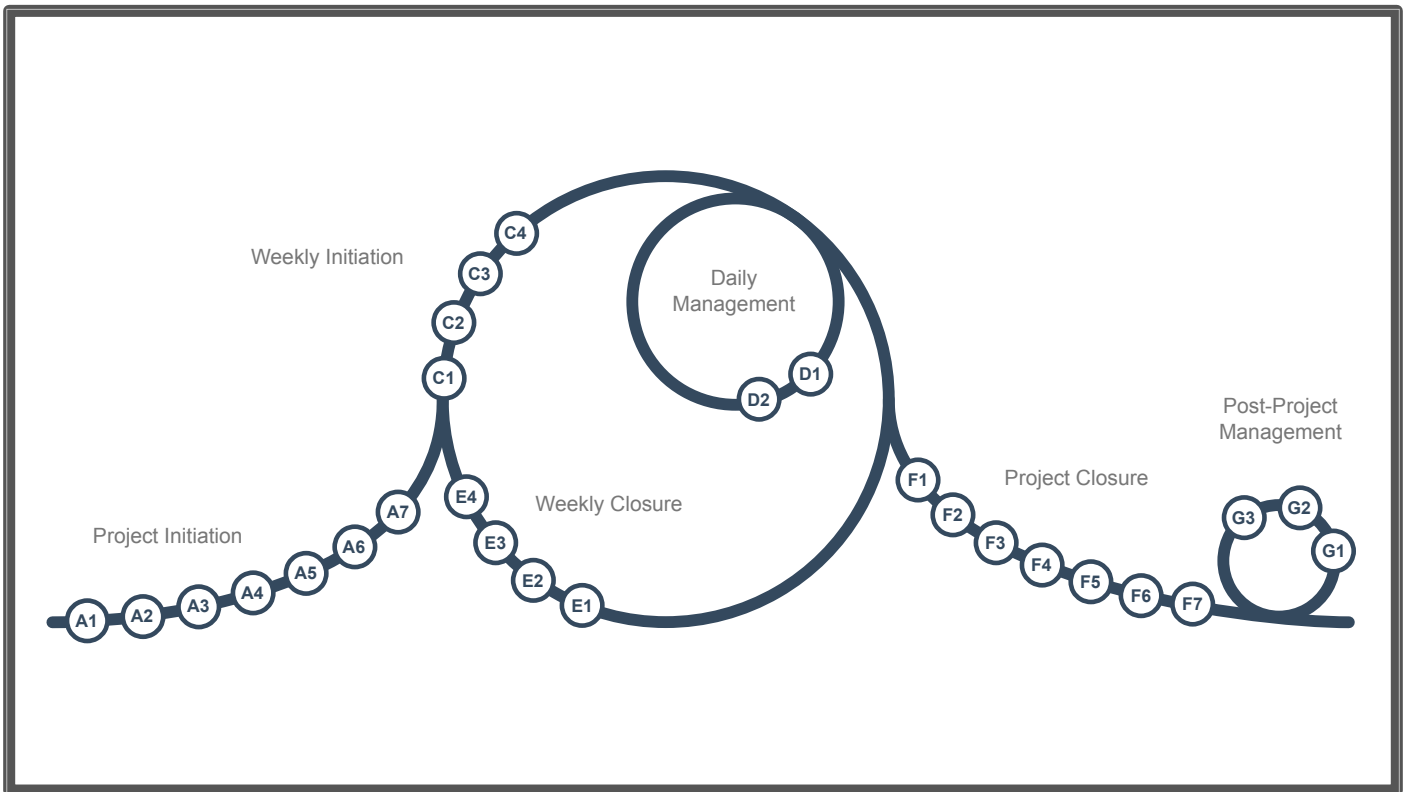 Project Initiation
A1
A2
A3
A4
A5
A6
A7
Weekly Initiation
C1
C2
C3
C4
Daily
Management
D1
D2
Weekly Closure
E1
E2
E3
E4
Project Closure
F1
F2
F3
F4
F5
F6
F7
Post-Project
Management
G1
G2
G3